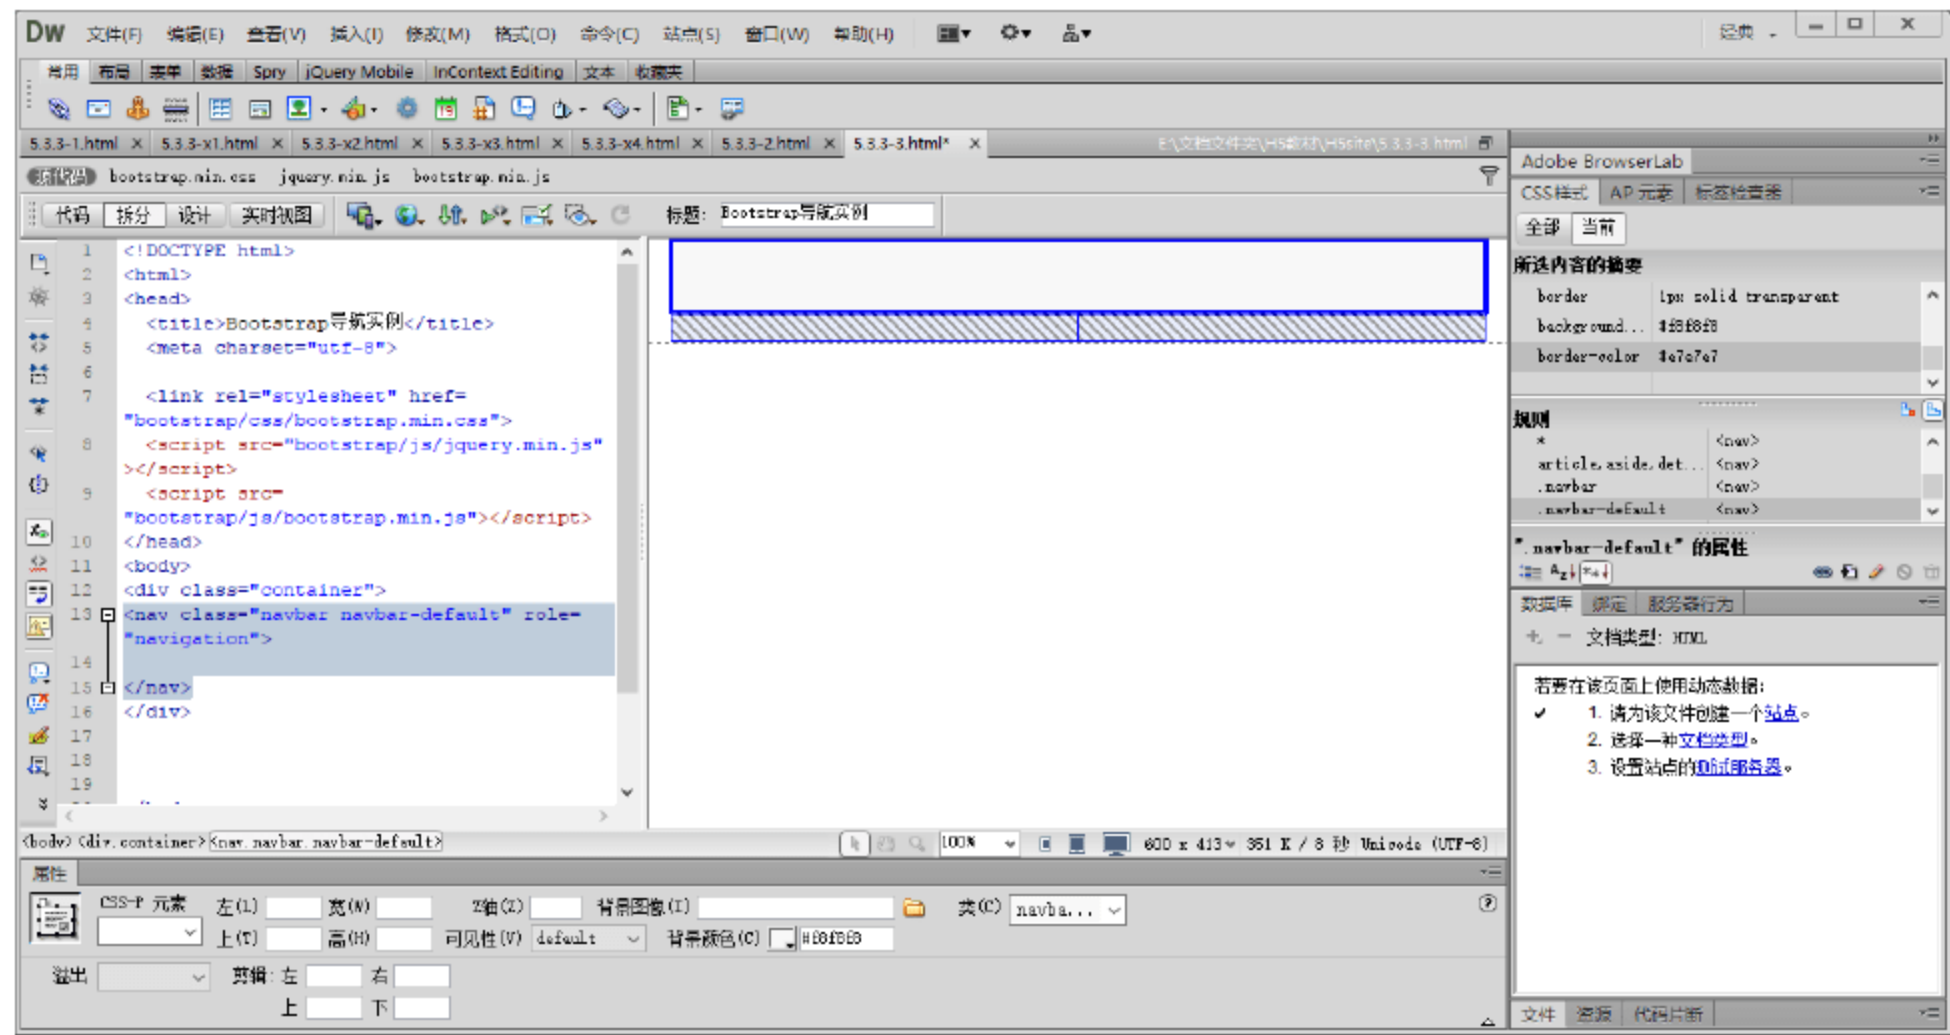 DW 文件(F) 编辑(E) 查看(V) 插入(I) 修改(M) 格式(O) 命令(C) 站点(S) 窗口(W) 帮助(H) 经典
常用 布局 表单 数据 Spry jQuery Mobile InContext Editing 文本 收藏夹
5.3.3-1.html 5.3.3-x1.html 5.3.3-x2.html 5.3.3-x3.html 5.3.3-x4.html 5.3.3-2.html 5.3.3-3.html* E:\文档文件夹\H5教材\H5site\5.3.3-3.html
源代码 bootstrap.min.css jquery.min.js bootstrap.min.js
代码 拆分 设计 实时视图 标题: Bootstrap导航实例
1 <!DOCTYPE html>
2 <html>
3 <head>
4 <title>Bootstrap导航实例</title>
5 <meta charset="utf-8">
6
7 <link rel="stylesheet" href=
"bootstrap/css/bootstrap.min.css">
8 <script src="bootstrap/js/jquery.min.js"
></script>
9 <script src=
"bootstrap/js/bootstrap.min.js"></script>
10 </head>
11 <body>
12 <div class="container">
13 <nav class="navbar navbar-default" role=
"navigation">
14
15 </nav>
16 </div>
17
18
19
<body> <div.container> <nav.navbar.navbar-default> 100% 600 x 413 351 K / 8 秒 Unicode (UTF-8)
属性
CSS-P 元素 左(L) 宽(W) Z轴(Z) 背景图像(I) 类(C) navba...
上(T) 高(H) 可见性(V) default 背景颜色(C) #f8f8f8
溢出 剪辑: 左 右
上 下
Adobe BrowserLab
CSS样式 AP 元素 标签检查器
全部 当前
所选内容的摘要
border 1px solid transparent
background... #f8f8f8
border-color #e7e7e7
规则
* <nav>
article,aside,det... <nav>
.navbar <nav>
.navbar-default <nav>
".navbar-default" 的属性
数据库 绑定 服务器行为
文档类型: HTML
若要在该页面上使用动态数据:
1. 请为该文件创建一个站点。
2. 选择一种文档类型。
3. 设置站点的测试服务器。
文件 资源 代码片断